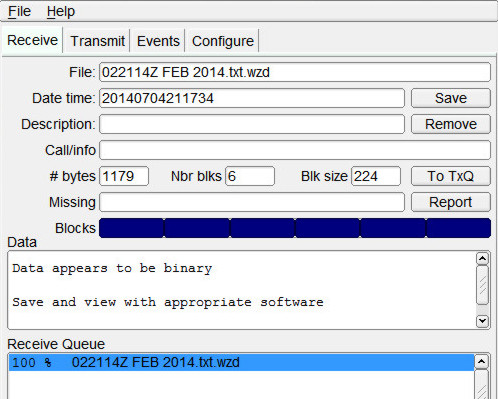 File Help
Receive Transmit Events Configure
File: 022114Z FEB 2014.txt.wzd
Date time: 20140704211734 Save
Description: Remove
Call/info
# bytes 1179 Nbr blks 6 Blk size 224 To TxQ
Missing Report
Blocks
Data
Data appears to be binary
Save and view with appropriate software
Receive Queue
100 % 022114Z FEB 2014.txt.wzd